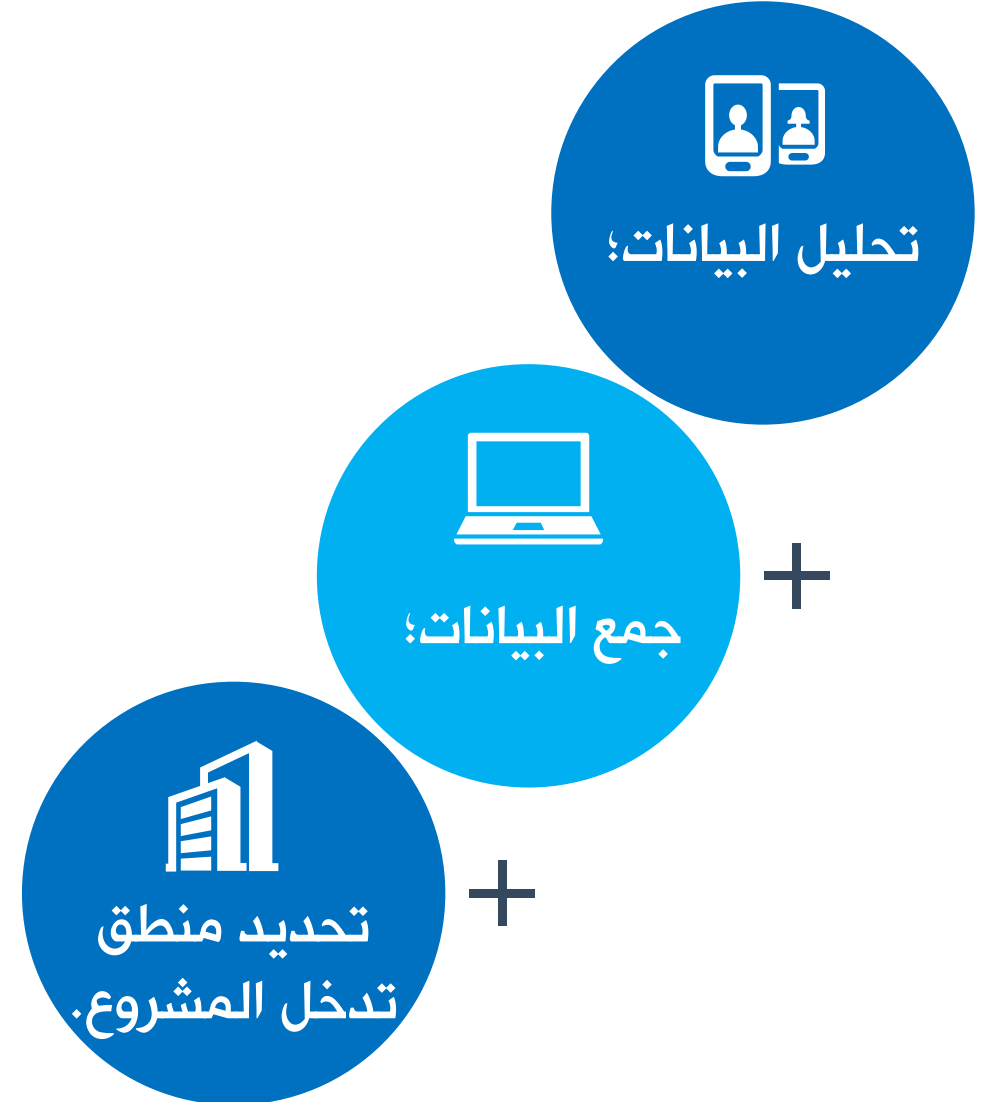 تحليل البيانات؛
جمع البيانات؛
تحديد منطق
تدخل المشروع.